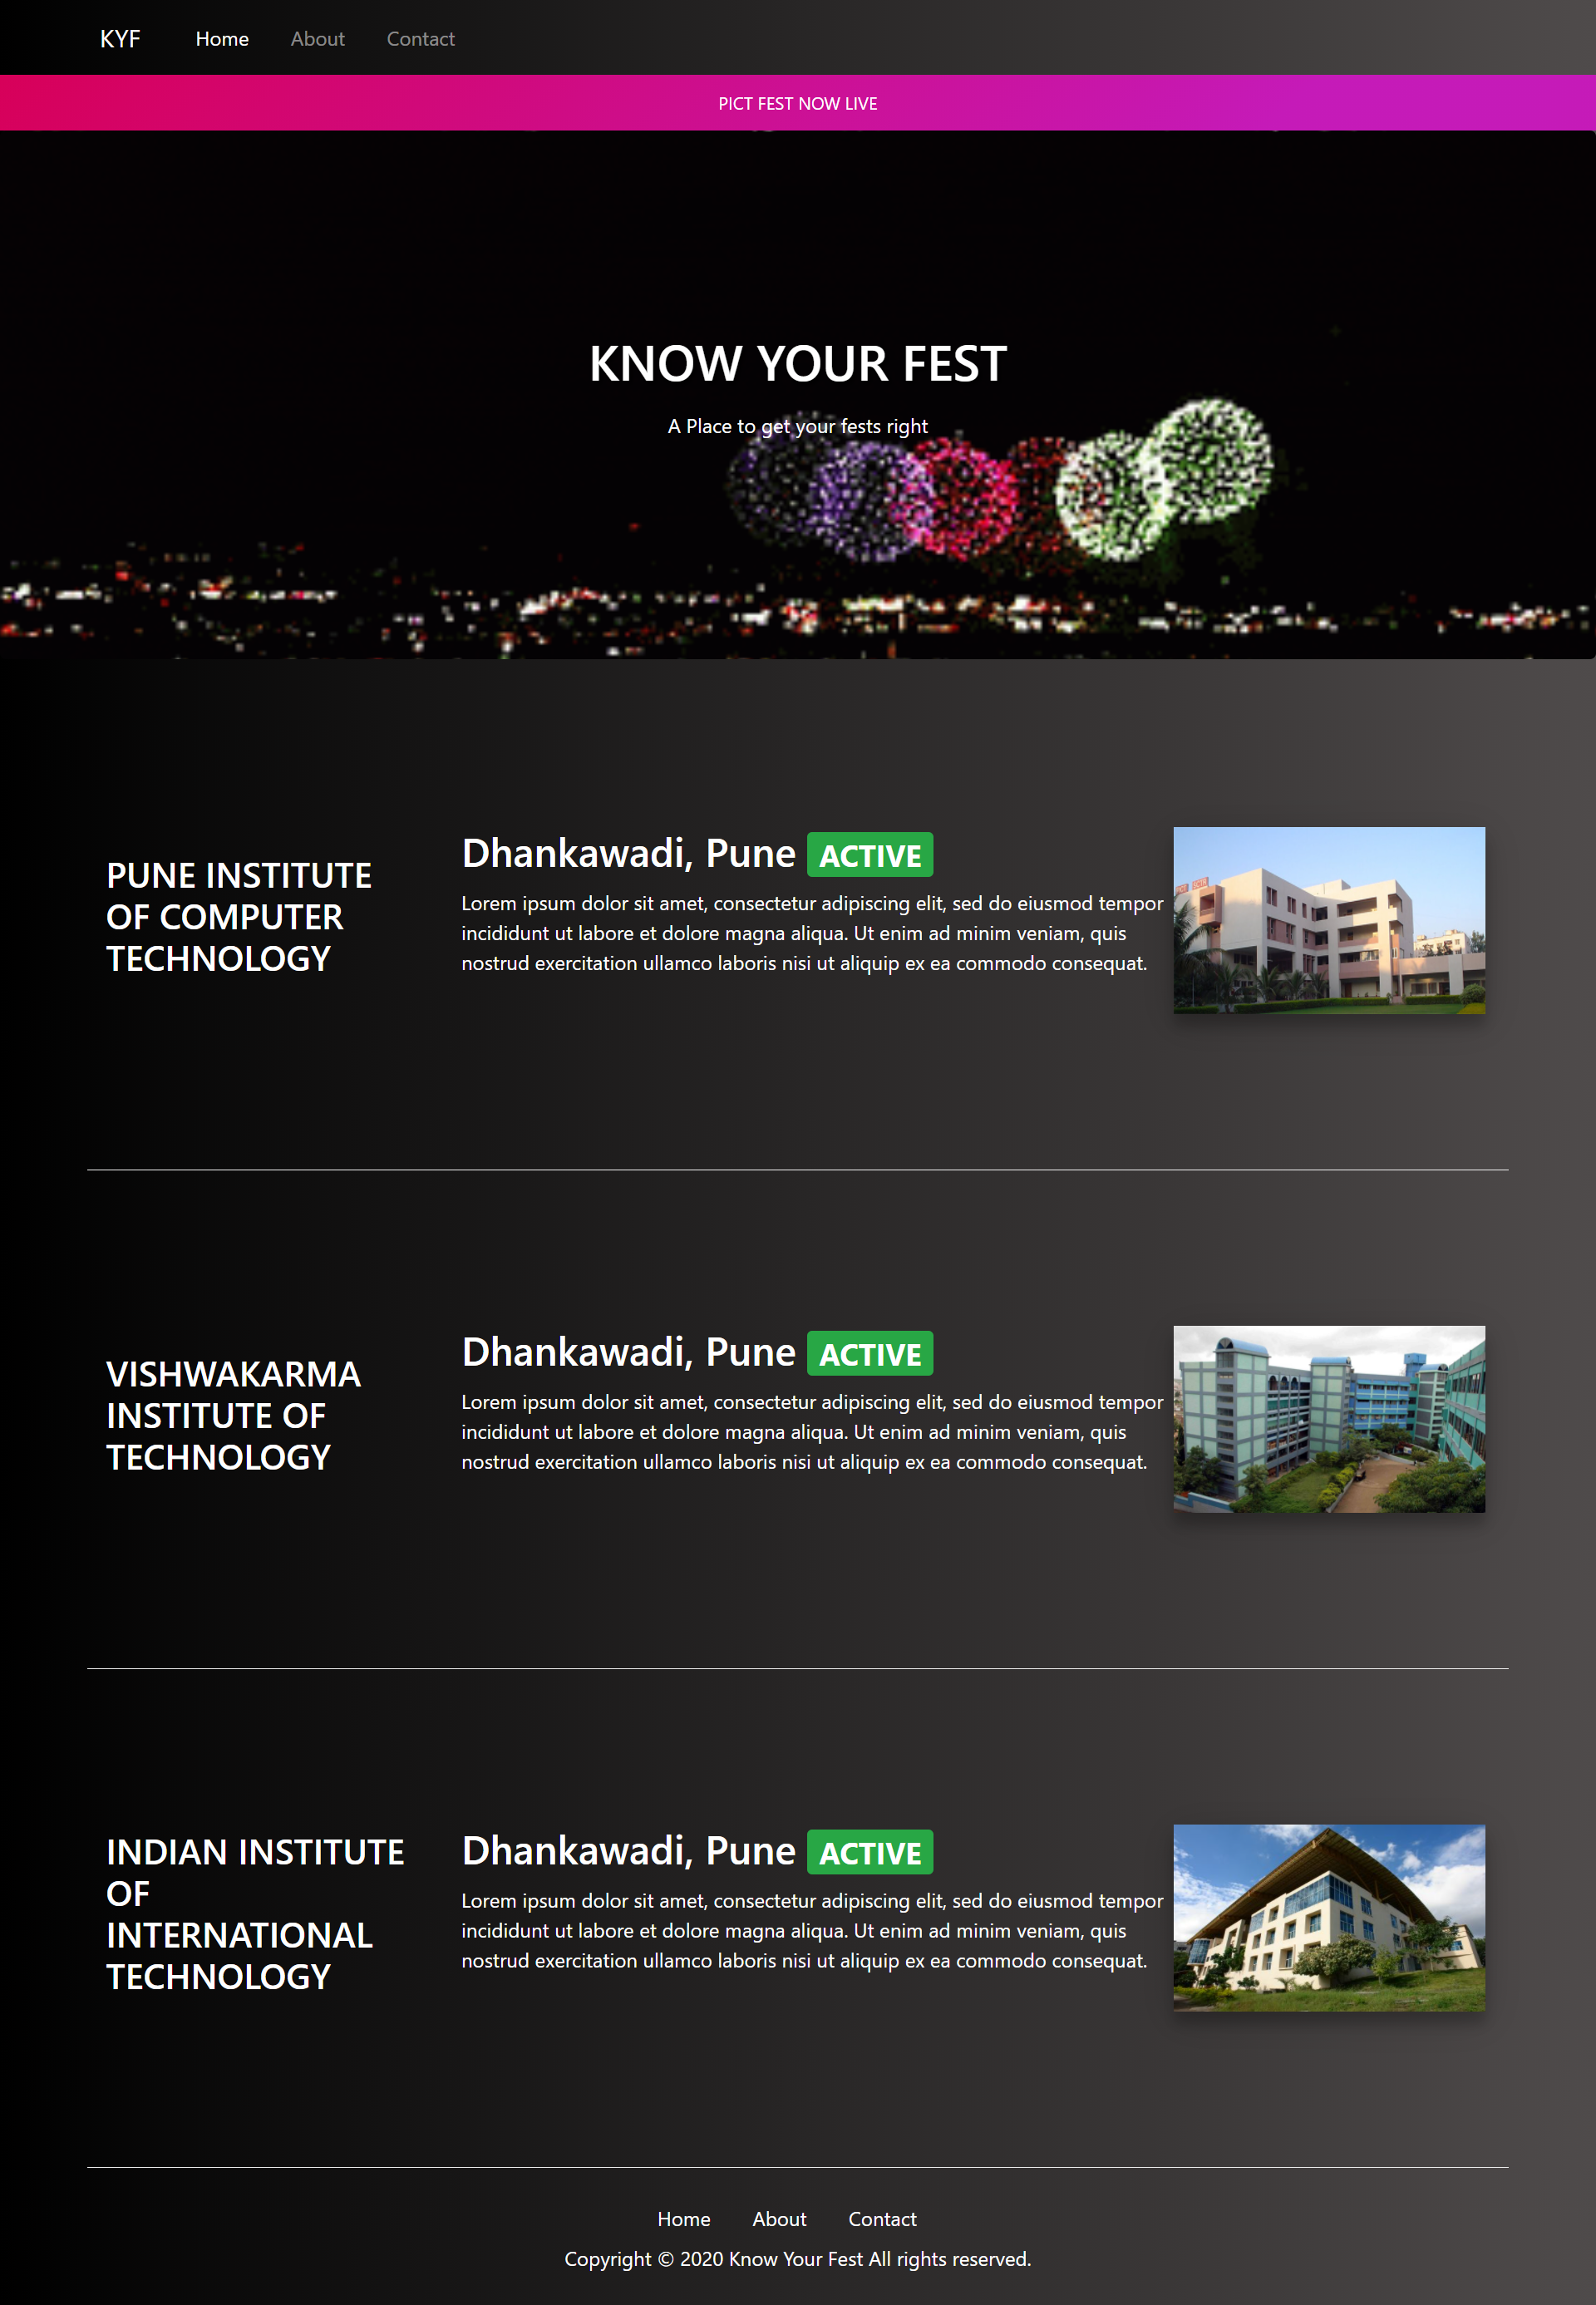 KYF Home About Contact
PICT FEST NOW LIVE
KNOW YOUR FEST
A Place to get your fests right
PUNE INSTITUTE
OF COMPUTER
TECHNOLOGY
Dhankawadi, Pune ACTIVE
Lorem ipsum dolor sit amet, consectetur adipiscing elit, sed do eiusmod tempor
incididunt ut labore et dolore magna aliqua. Ut enim ad minim veniam, quis
nostrud exercitation ullamco laboris nisi ut aliquip ex ea commodo consequat.
VISHWAKARMA
INSTITUTE OF
TECHNOLOGY
Dhankawadi, Pune ACTIVE
Lorem ipsum dolor sit amet, consectetur adipiscing elit, sed do eiusmod tempor
incididunt ut labore et dolore magna aliqua. Ut enim ad minim veniam, quis
nostrud exercitation ullamco laboris nisi ut aliquip ex ea commodo consequat.
INDIAN INSTITUTE
OF
INTERNATIONAL
TECHNOLOGY
Dhankawadi, Pune ACTIVE
Lorem ipsum dolor sit amet, consectetur adipiscing elit, sed do eiusmod tempor
incididunt ut labore et dolore magna aliqua. Ut enim ad minim veniam, quis
nostrud exercitation ullamco laboris nisi ut aliquip ex ea commodo consequat.
Home About Contact
Copyright © 2020 Know Your Fest All rights reserved.